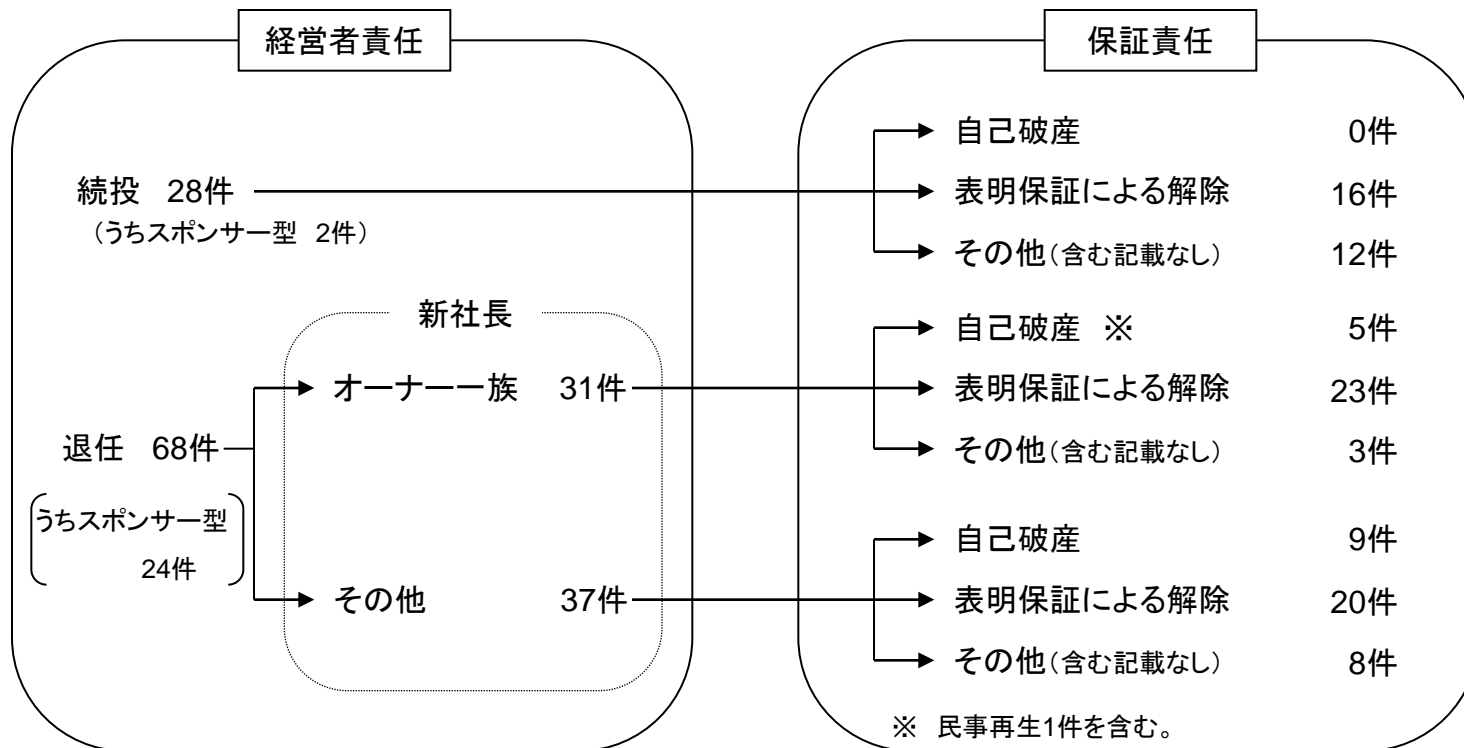 経営者責任
続投 28件
（うちスポンサー型 2件）
新社長
オーナー一族 31件
退任 68件
うちスポンサー型
24件
その他 37件
保証責任
自己破産 0件
表明保証による解除 16件
その他（含む記載なし） 12件
自己破産 ※ 5件
表明保証による解除 23件
その他（含む記載なし） 3件
自己破産 9件
表明保証による解除 20件
その他（含む記載なし） 8件
※ 民事再生1件を含む。